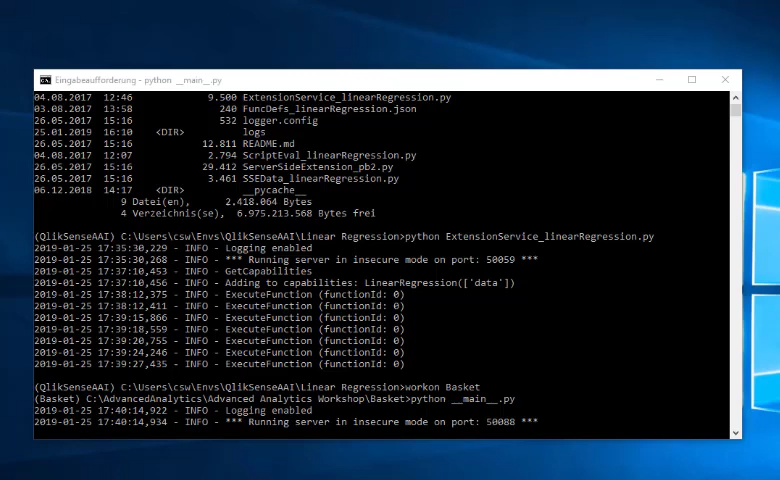 Eingabeaufforderung - python __main__.py
04.08.2017 12:46 9.500 ExtensionService_linearRegression.py
03.08.2017 13:58 240 FuncDefs_linearRegression.json
26.05.2017 15:16 532 logger.config
25.01.2019 16:10 <DIR> logs
26.05.2017 15:16 12.811 README.md
04.08.2017 12:07 2.794 ScriptEval_linearRegression.py
26.05.2017 15:16 29.412 ServerSideExtension_pb2.py
26.05.2017 15:16 3.461 SSEData_linearRegression.py
06.12.2018 14:17 <DIR> __pycache__
9 Datei(en), 2.418.064 Bytes
4 Verzeichnis(se), 6.975.213.568 Bytes frei
(QlikSenseAAI) C:\Users\csw\Envs\QlikSenseAAI\Linear Regression>python ExtensionService_linearRegression.py
2019-01-25 17:35:30,229 - INFO - Logging enabled
2019-01-25 17:35:30,268 - INFO - *** Running server in insecure mode on port: 50059 ***
2019-01-25 17:37:10,453 - INFO - GetCapabilities
2019-01-25 17:37:10,456 - INFO - Adding to capabilities: LinearRegression(['data'])
2019-01-25 17:38:12,375 - INFO - ExecuteFunction (functionId: 0)
2019-01-25 17:38:12,411 - INFO - ExecuteFunction (functionId: 0)
2019-01-25 17:39:15,866 - INFO - ExecuteFunction (functionId: 0)
2019-01-25 17:39:18,559 - INFO - ExecuteFunction (functionId: 0)
2019-01-25 17:39:20,755 - INFO - ExecuteFunction (functionId: 0)
2019-01-25 17:39:24,246 - INFO - ExecuteFunction (functionId: 0)
2019-01-25 17:39:27,435 - INFO - ExecuteFunction (functionId: 0)
(QlikSenseAAI) C:\Users\csw\Envs\QlikSenseAAI\Linear Regression>workon Basket
(Basket) C:\AdvancedAnalytics\Advanced Analytics Workshop\Basket>python __main__.py
2019-01-25 17:40:14,922 - INFO - Logging enabled
2019-01-25 17:40:14,934 - INFO - *** Running server in insecure mode on port: 50088 ***